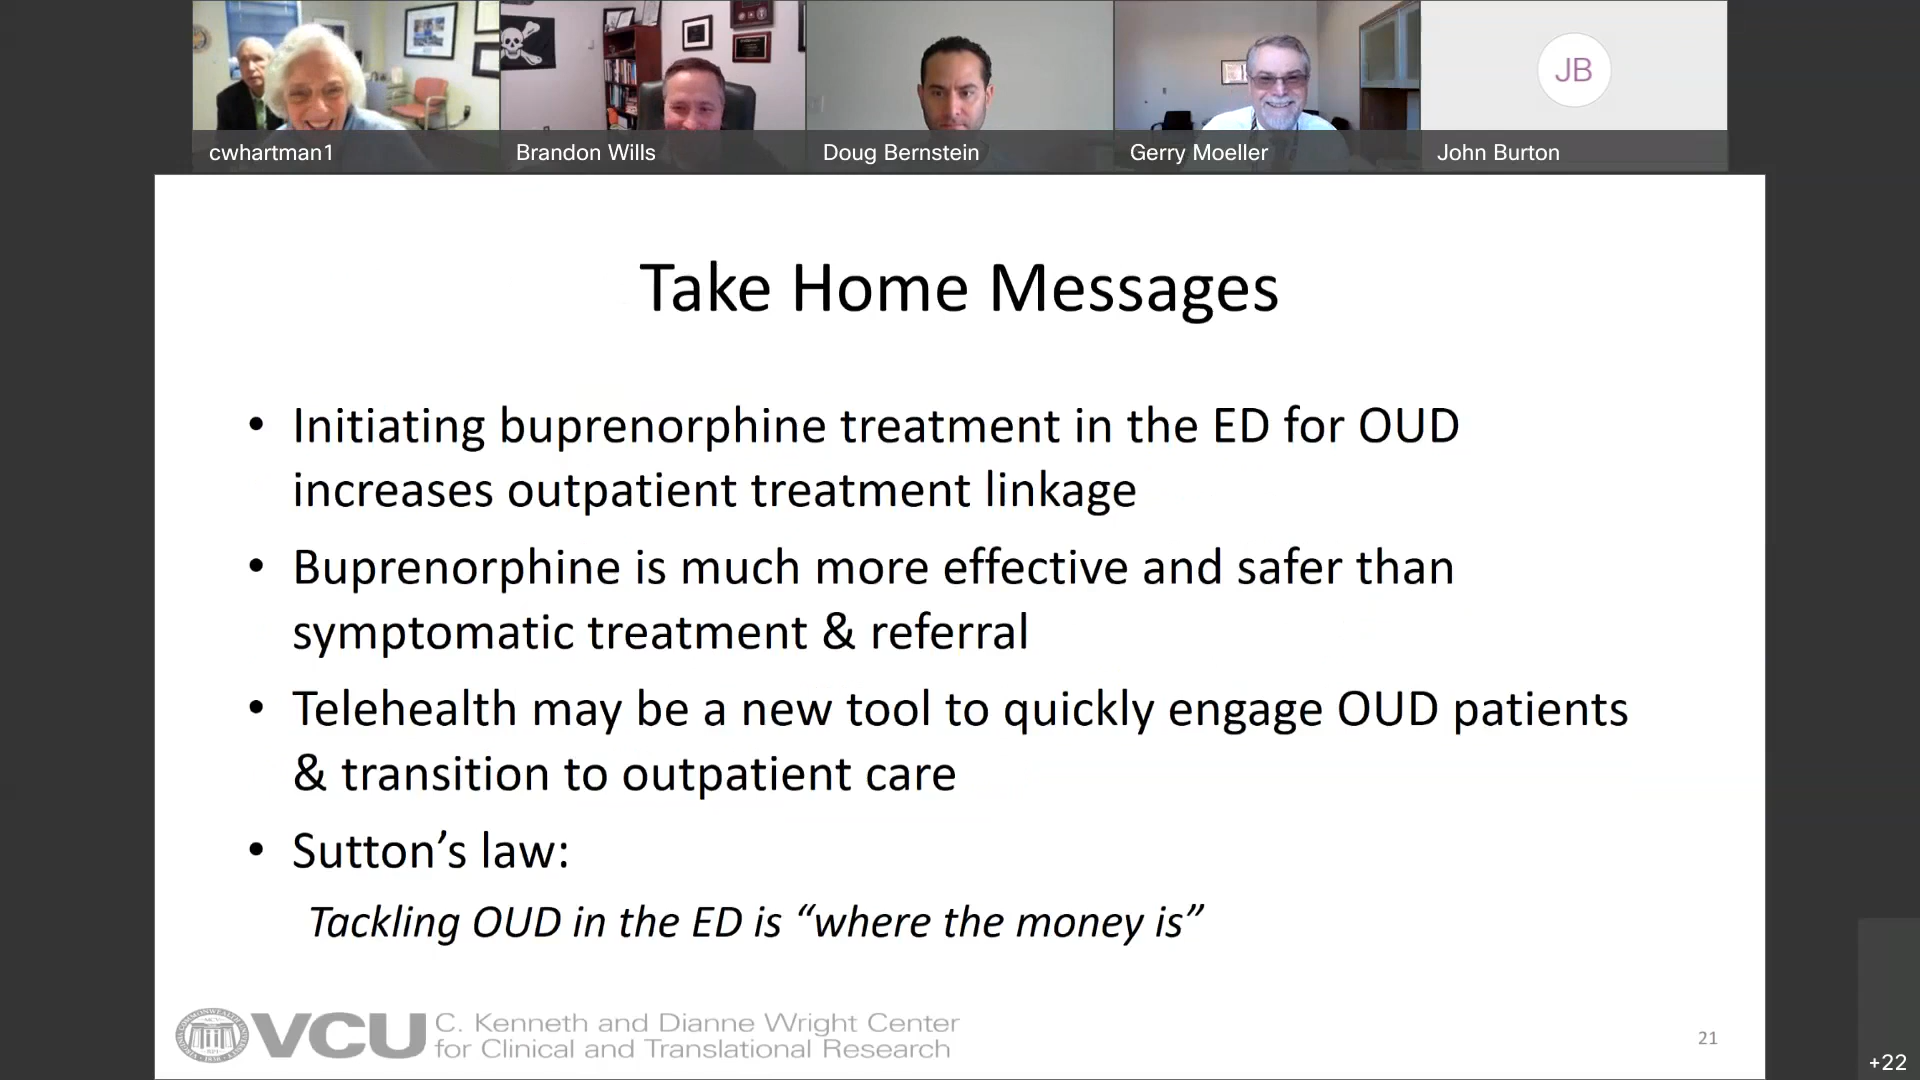 cwhartman1
Brandon Wills
Doug Bernstein
Gerry Moeller
JB
John Burton
Take Home Messages
• Initiating buprenorphine treatment in the ED for OUD
increases outpatient treatment linkage
• Buprenorphine is much more effective and safer than
symptomatic treatment & referral
• Telehealth may be a new tool to quickly engage OUD patients
& transition to outpatient care
• Sutton’s law:
Tackling OUD in the ED is “where the money is”
VCU
C. Kenneth and Dianne Wright Center
for Clinical and Translational Research
21
+22